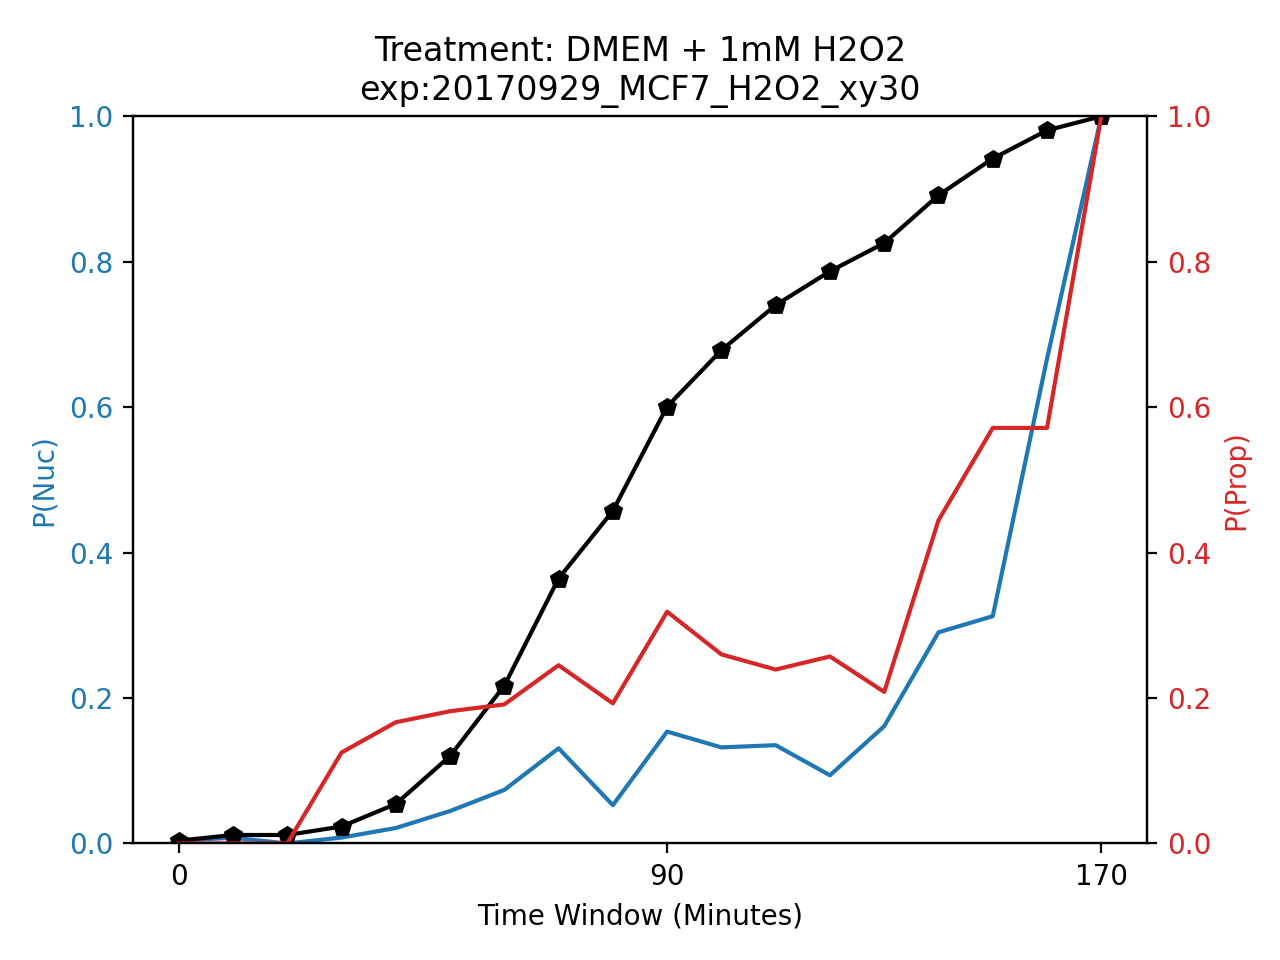 Treatment: DMEM + 1mM H2O2
exp:20170929_MCF7_H2O2_xy30
1.0
0.8
0.6
0.4
0.2
0.0
P(Nuc)
1.0
0.8
0.6
0.4
0.2
0.0
P(Prop)
0 90 170
Time Window (Minutes)